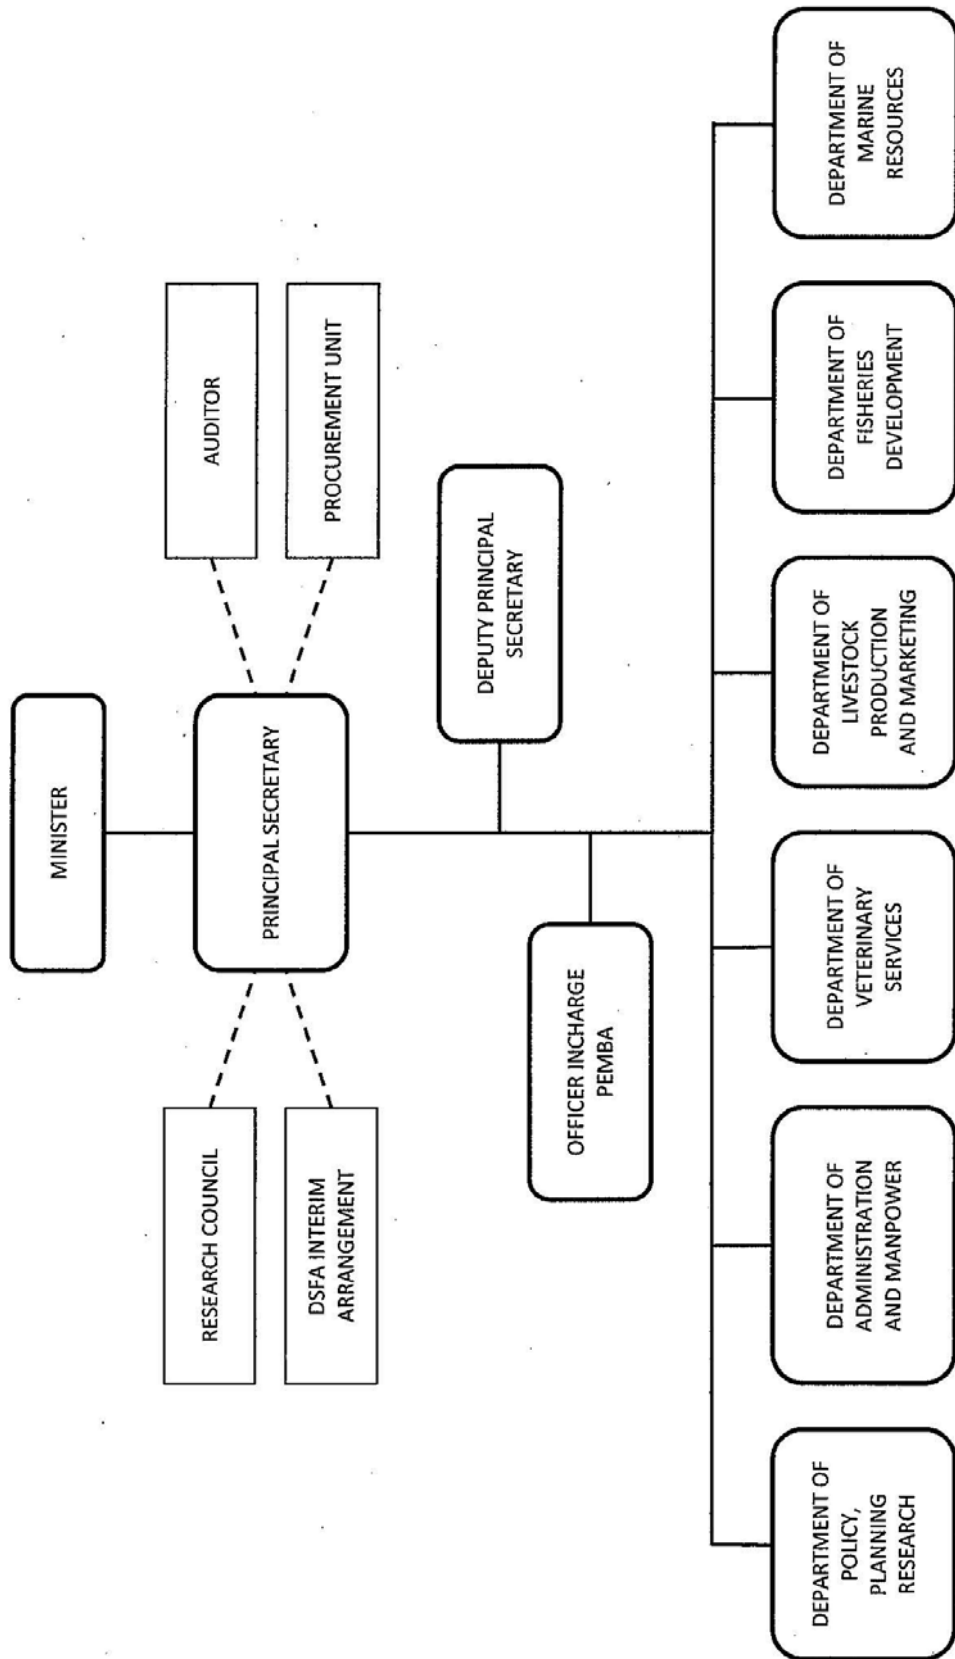 MINISTER
RESEARCH COUNCIL
DSFA INTERIM
ARRANGEMENT
PRINCIPAL SECRETARY
AUDITOR
PROCUREMENT UNIT
DEPUTY PRINCIPAL
SECRETARY
OFFICER INCHARGE
PEMBA
DEPARTMENT OF
POLICY,
PLANNING
RESEARCH
DEPARTMENT OF
ADMINISTRATION
AND MANPOWER
DEPARTMENT OF
VETERINARY
SERVICES
DEPARTMENT OF
LIVESTOCK
PRODUCTION
AND MARKETING
DEPARTMENT OF
FISHERIES
DEVELOPMENT
DEPARTMENT OF
MARINE
RESOURCES